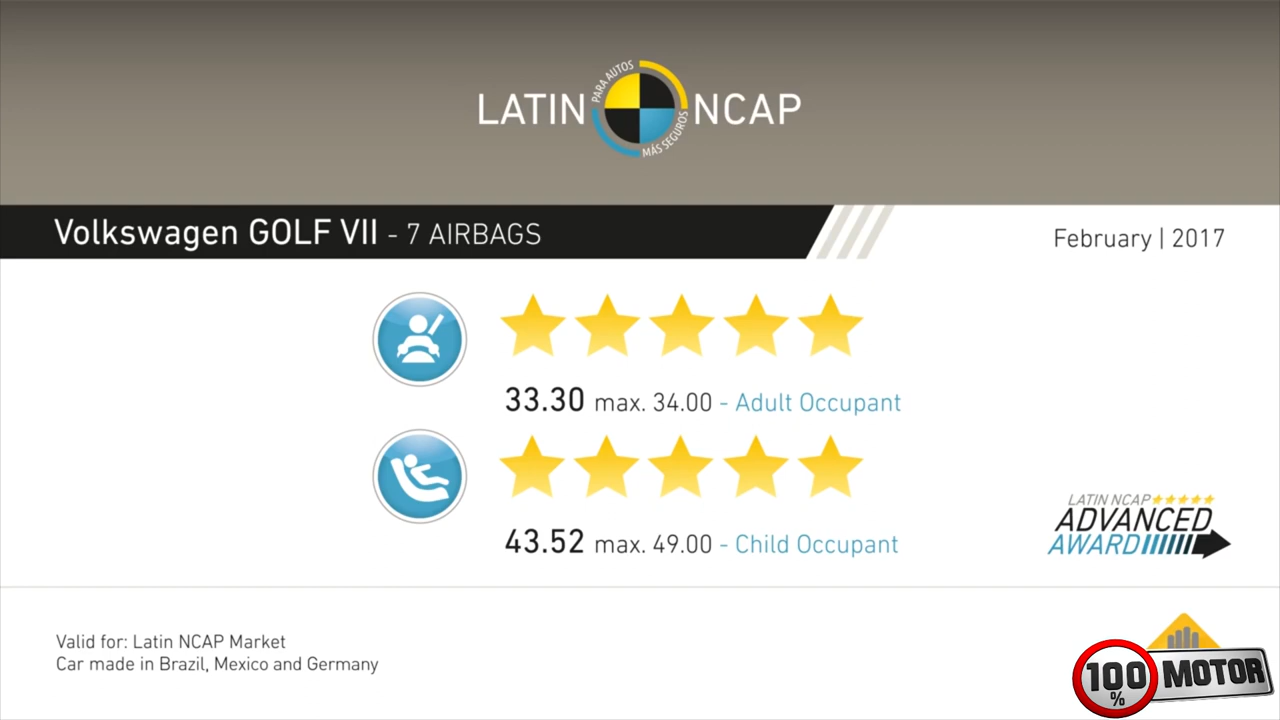 LATIN NCAP
PARA AUTOS
MÁS SEGUROS
Volkswagen GOLF VII - 7 AIRBAGS
February | 2017
33.30 max. 34.00 - Adult Occupant
43.52 max. 49.00 - Child Occupant
LATIN NCAP
ADVANCED
AWARD
Valid for: Latin NCAP Market
Car made in Brazil, Mexico and Germany
100% MOTOR